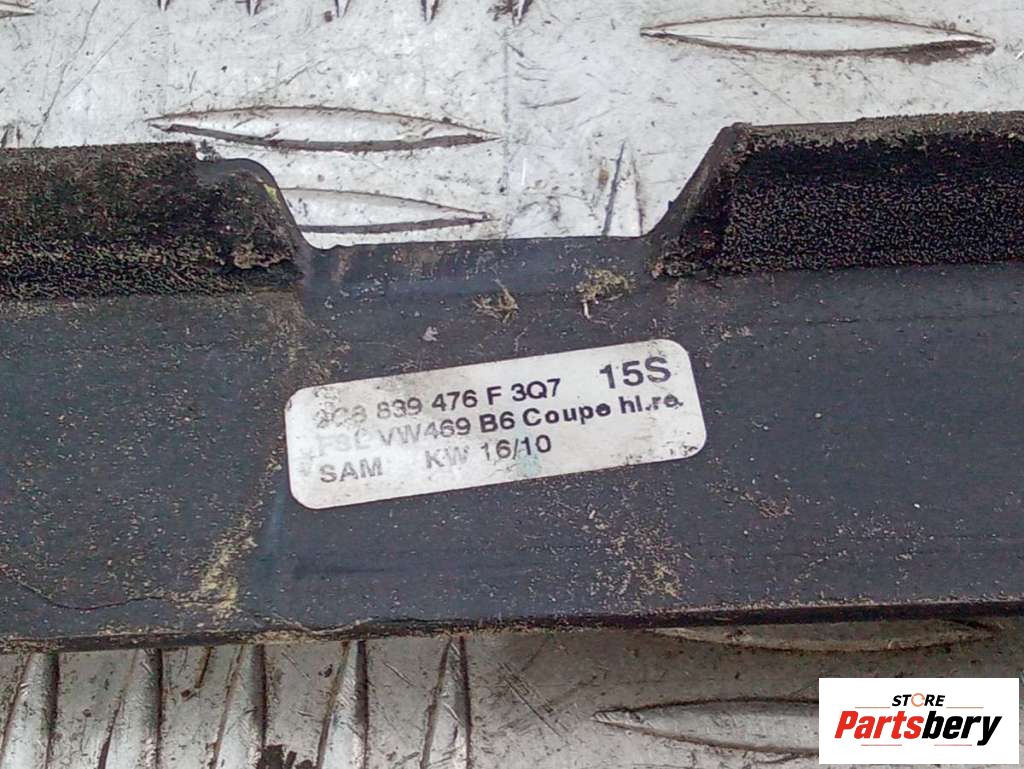 839 476 F 3Q7 15S
VW469 B6 Coupe hl.re.
SAM KW 16/10
STORE
Partsbery